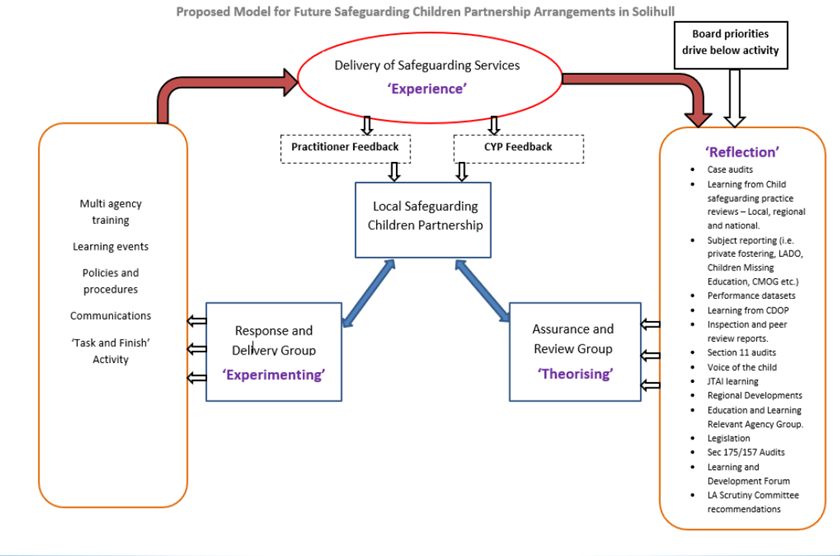 Proposed Model for Future Safeguarding Children Partnership Arrangements in Solihull
Board priorities
drive below activity
Delivery of Safeguarding Services
‘Experience’
Practitioner Feedback
CYP Feedback
Local Safeguarding
Children Partnership
Multi agency
training
Learning events
Policies and
procedures
Communications
‘Task and Finish’
Activity
Response and
Delivery Group
‘Experimenting’
Assurance and
Review Group
‘Theorising’
‘Reflection’
• Case audits
• Learning from Child
safeguarding practice
reviews – Local, regional
and national.
• Subject reporting (i.e.
private fostering, LADO,
Children Missing
Education, CMOG etc.)
• Performance datasets
• Learning from CDOP
• Inspection and peer
review reports.
• Section 11 audits
• Voice of the child
• JTAI learning
• Regional Developments
• Education and Learning
Relevant Agency Group.
• Legislation
• Sec 175/157 Audits
• Learning and
Development Forum
• LA Scrutiny Committee
recommendations